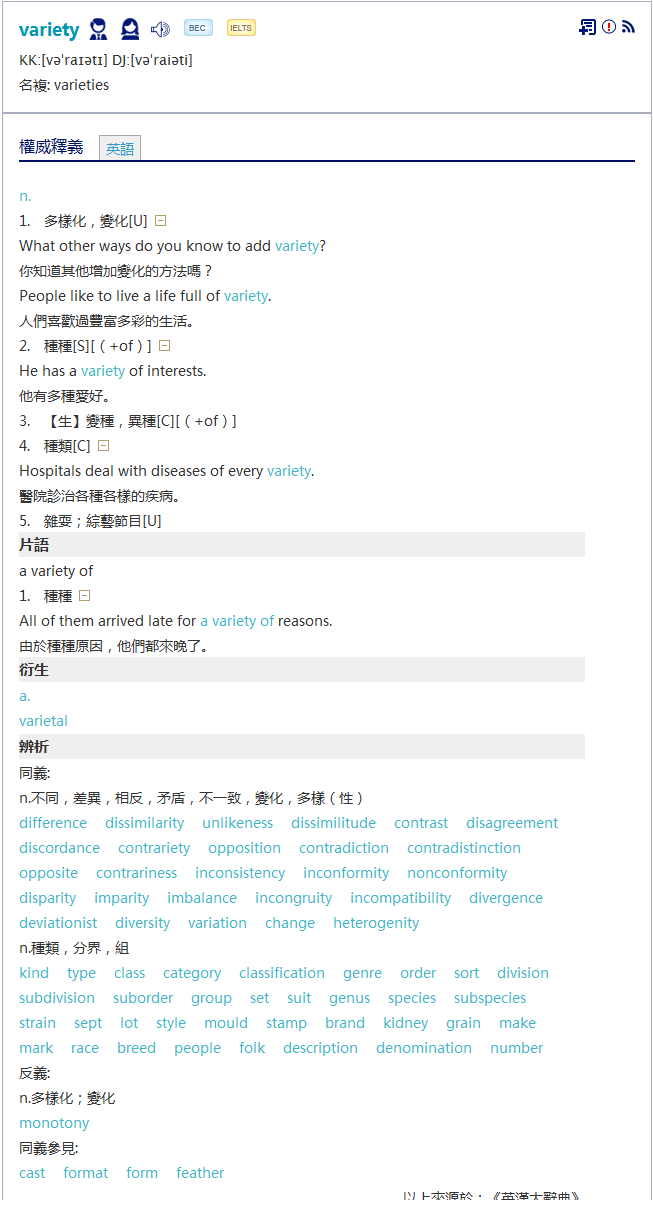 variety BEC IELTS
KK:[və'raɪətɪ] DJ:[və'raiəti]
名複: varieties
權威釋義 英語
n.
1. 多樣化，變化[U]
What other ways do you know to add variety?
你知道其他增加變化的方法嗎？
People like to live a life full of variety.
人們喜歡過豐富多彩的生活。
2. 種種[S][（+of）]
He has a variety of interests.
他有多種愛好。
3. 【生】變種，異種[C][（+of）]
4. 種類[C]
Hospitals deal with diseases of every variety.
醫院診治各種各樣的疾病。
5. 雜耍；綜藝節目[U]
片語
a variety of
1. 種種
All of them arrived late for a variety of reasons.
由於種種原因，他們都來晚了。
衍生
a.
varietal
辨析
同義:
n.不同，差異，相反，矛盾，不一致，變化，多樣（性）
difference dissimilarity unlikeness dissimilitude contrast disagreement
discordance contrariety opposition contradiction contradistinction
opposite contrariness inconsistency inconformity nonconformity
disparity imparity imbalance incongruity incompatibility divergence
deviationist diversity variation change heterogenity
n.種類，分界，組
kind type class category classification genre order sort division
subdivision suborder group set suit genus species subspecies
strain sept lot style mould stamp brand kidney grain make
mark race breed people folk description denomination number
反義:
n.多樣化；變化
monotony
同義參見:
cast format form feather
以上來源於：《英漢大辭典》